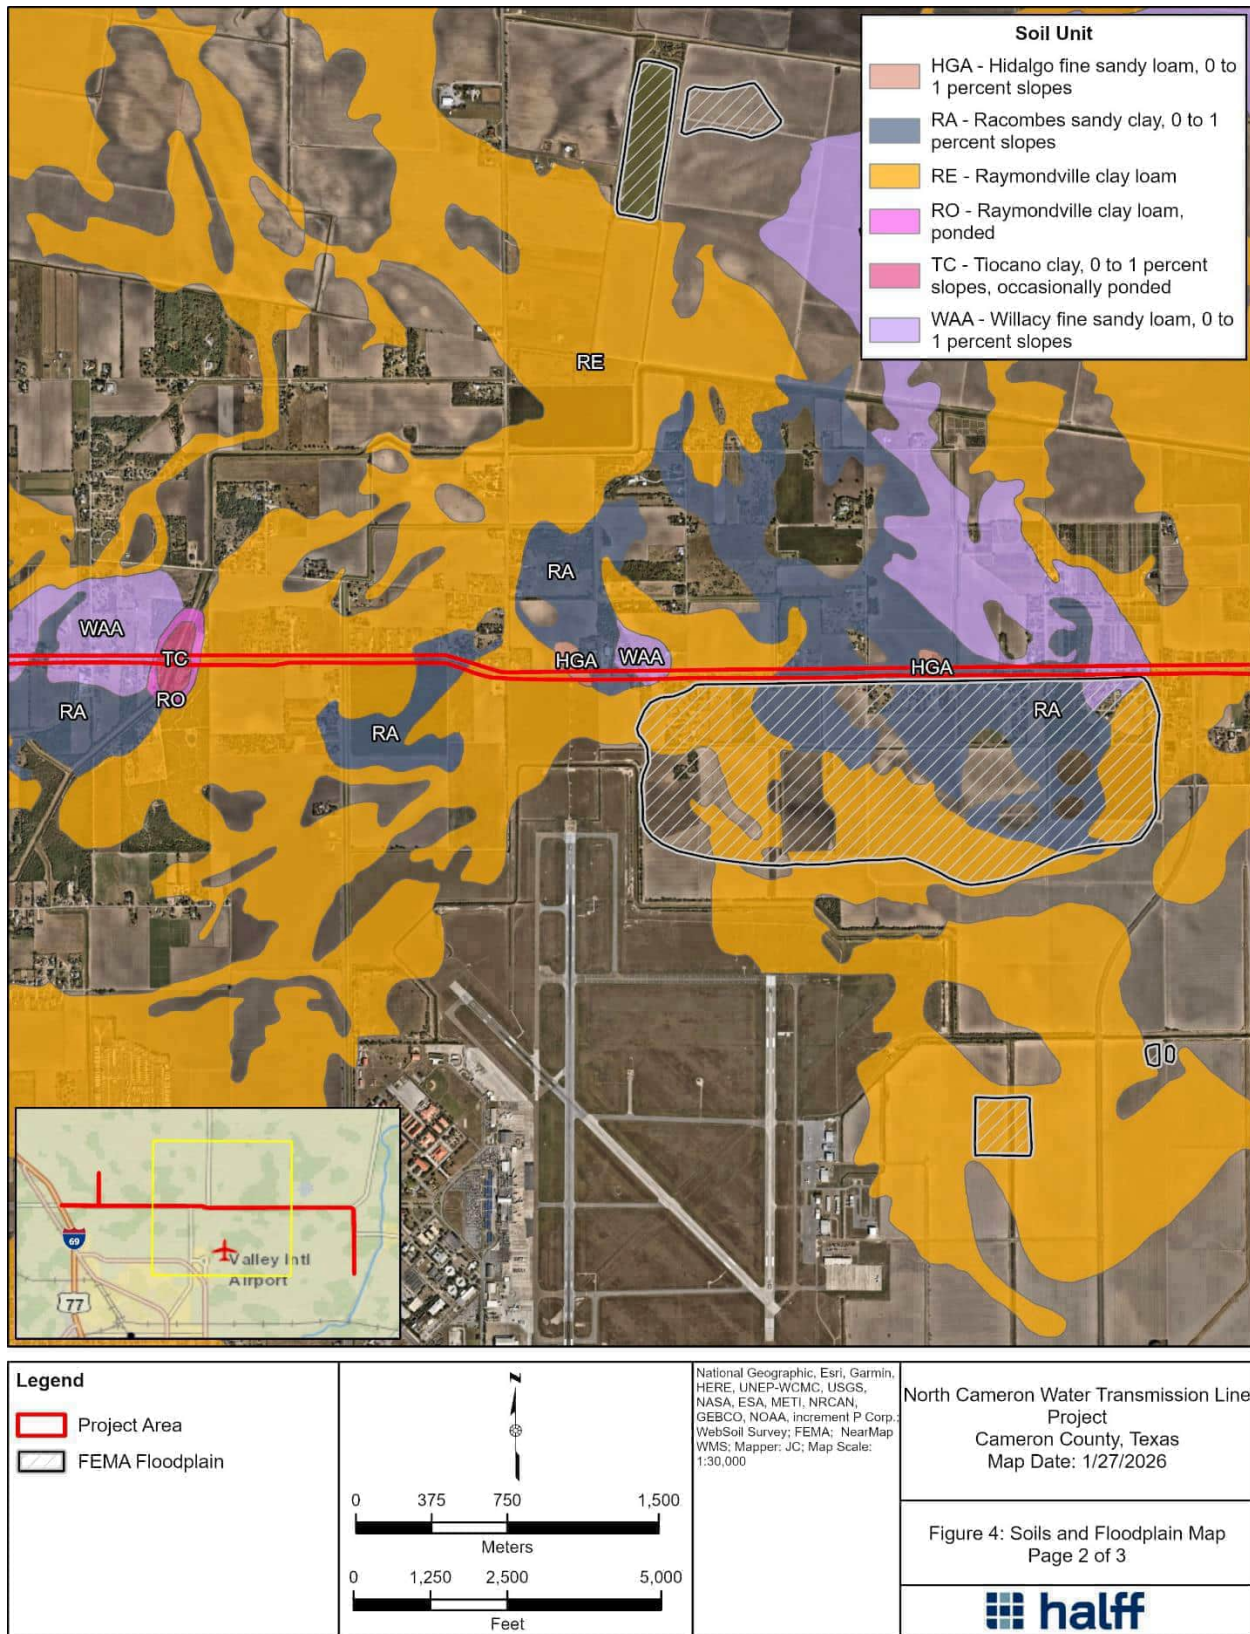 Soil Unit
HGA - Hidalgo fine sandy loam, 0 to
1 percent slopes
RA - Racombes sandy clay, 0 to 1
percent slopes
RE - Raymondville clay loam
RO - Raymondville clay loam,
ponded
TC - Tiocano clay, 0 to 1 percent
slopes, occasionally ponded
WAA - Willacy fine sandy loam, 0 to
1 percent slopes
RE
RA
WAA
TC
HGA
WAA
HGA
RO
RA
RA
RA
69
Valley Intl
Airport
77
Legend
Project Area
FEMA Floodplain
N
0 375 750 1,500
Meters
0 1,250 2,500 5,000
Feet
National Geographic, Esri, Garmin,
HERE, UNEP-WCMC, USGS,
NASA, ESA, METI, NRCAN,
GEBCO, NOAA, increment P Corp.;
WebSoil Survey; FEMA; NearMap
WMS; Mapper: JC; Map Scale:
1:30,000
North Cameron Water Transmission Line
Project
Cameron County, Texas
Map Date: 1/27/2026
Figure 4: Soils and Floodplain Map
Page 2 of 3
halff